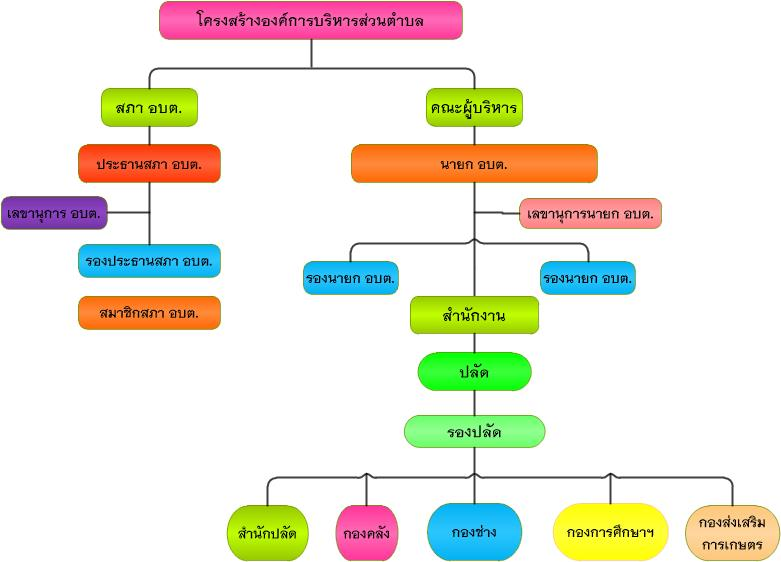 โครงสร้างองค์การบริหารส่วนตำบล
สภา อบต.
คณะผู้บริหาร
ประธานสภา อบต.
นายก อบต.
เลขานุการ อบต.
เลขานุการนายก อบต.
รองประธานสภา อบต.
รองนายก อบต.
รองนายก อบต.
สมาชิกสภา อบต.
สำนักงาน
ปลัด
รองปลัด
สำนักปลัด
กองคลัง
กองช่าง
กองการศึกษาฯ
กองส่งเสริม
การเกษตร